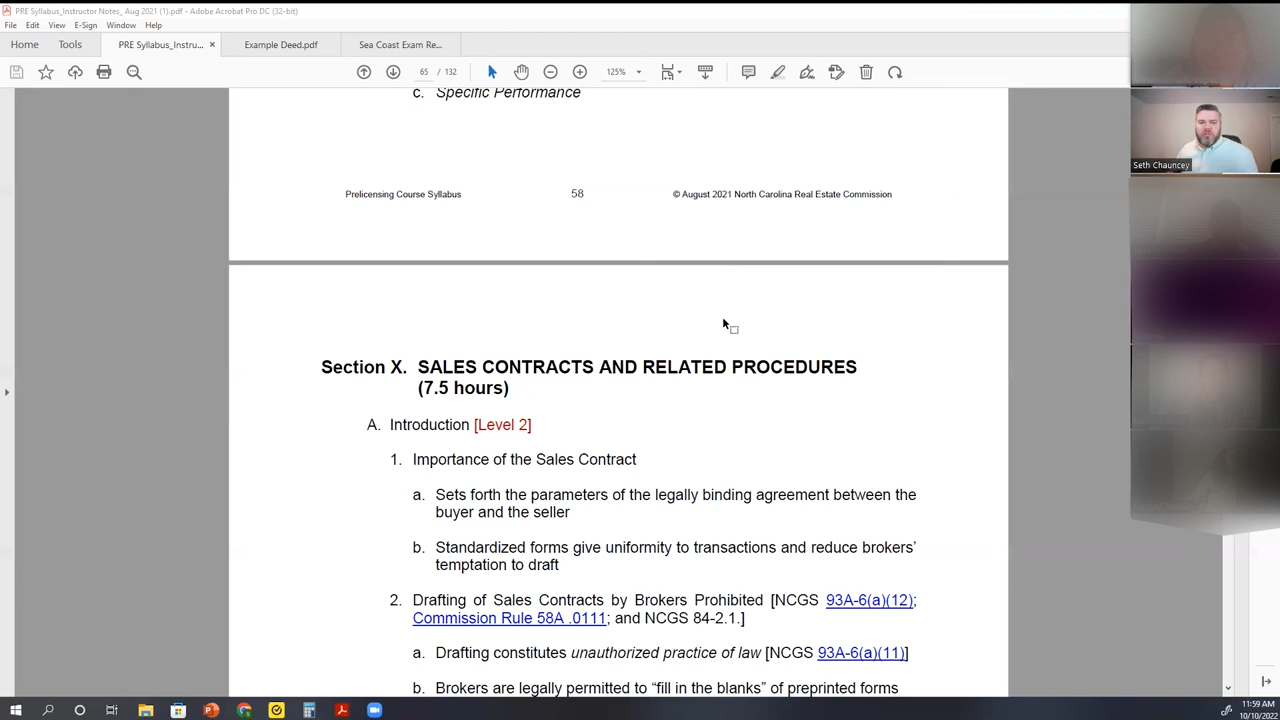 PRE Syllabus_Instructor Notes_ Aug 2021 (1).pdf - Adobe Acrobat Pro DC (32-bit)
File Edit View E-Sign Window Help
Home Tools PRE Syllabus_Instru... × Example Deed.pdf Sea Coast Exam Re...
65 / 132 125%
c. Specific Performance
Prelicensing Course Syllabus 58 © August 2021 North Carolina Real Estate Commission
Seth Chauncey
Section X. SALES CONTRACTS AND RELATED PROCEDURES
(7.5 hours)
A. Introduction [Level 2]
1. Importance of the Sales Contract
a. Sets forth the parameters of the legally binding agreement between the
buyer and the seller
b. Standardized forms give uniformity to transactions and reduce brokers'
temptation to draft
2. Drafting of Sales Contracts by Brokers Prohibited [NCGS 93A-6(a)(12);
Commission Rule 58A .0111; and NCGS 84-2.1.]
a. Drafting constitutes unauthorized practice of law [NCGS 93A-6(a)(11)]
b. Brokers are legally permitted to "fill in the blanks" of preprinted forms
11:59 AM
10/10/2022